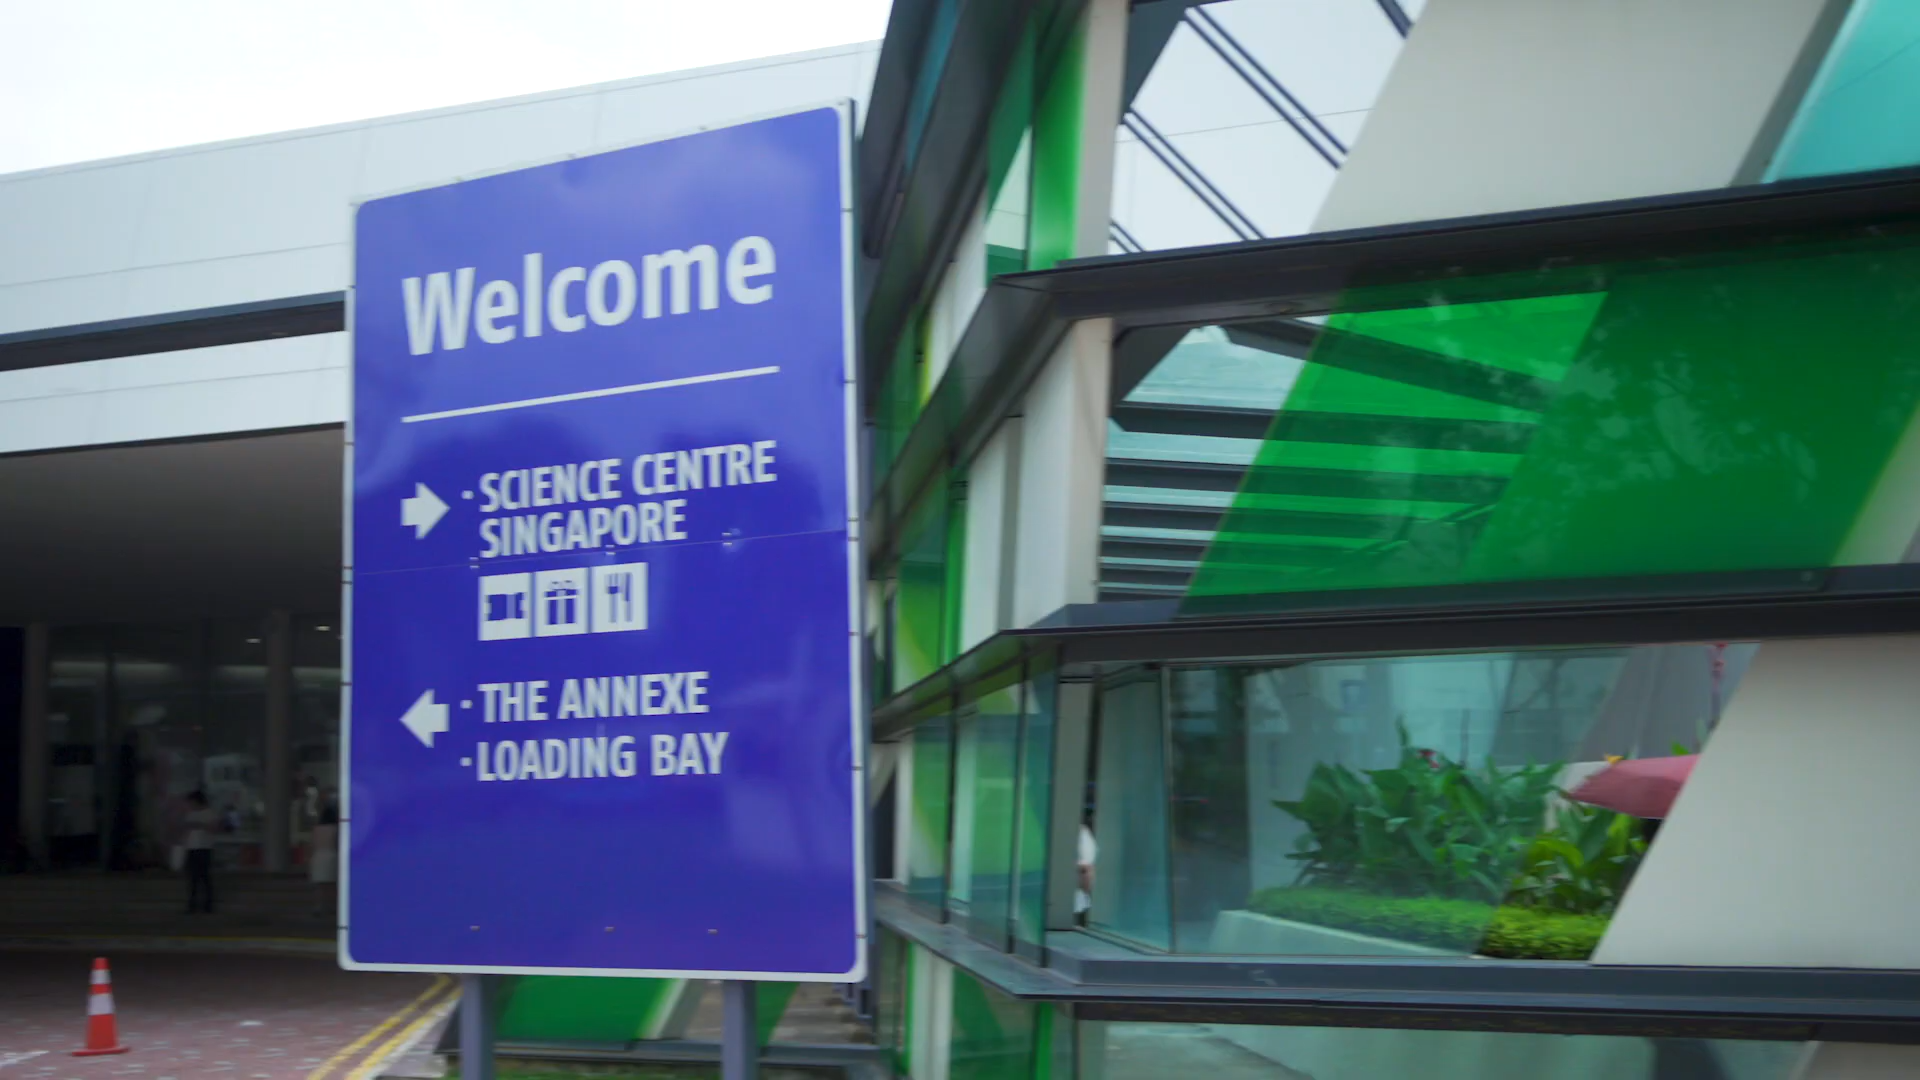 Welcome
· SCIENCE CENTRE
SINGAPORE
· THE ANNEXE
· LOADING BAY